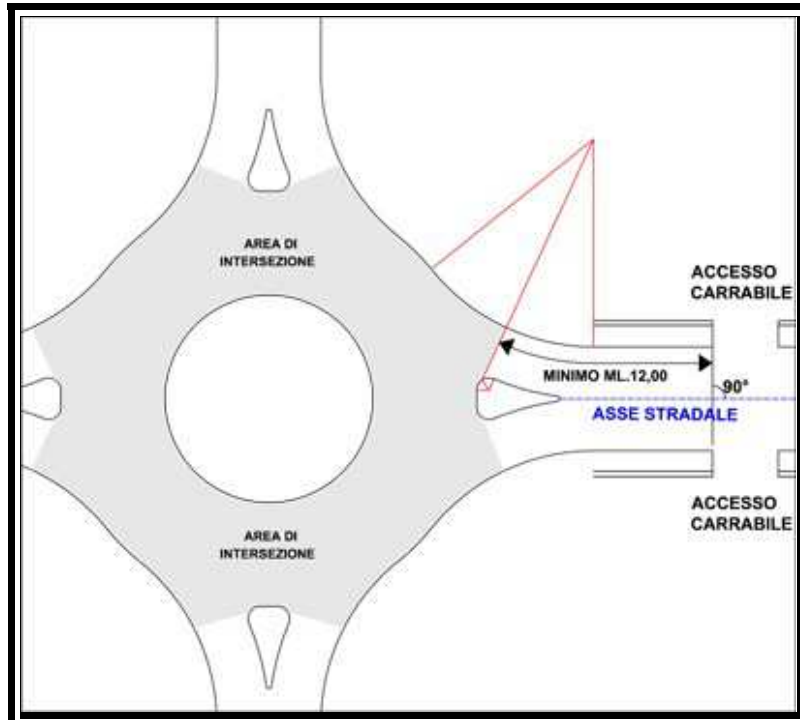 AREA DI
INTERSEZIONE
ACCESSO
CARRABILE
MINIMO ML.12,00
90°
ASSE STRADALE
ACCESSO
CARRABILE
AREA DI
INTERSEZIONE